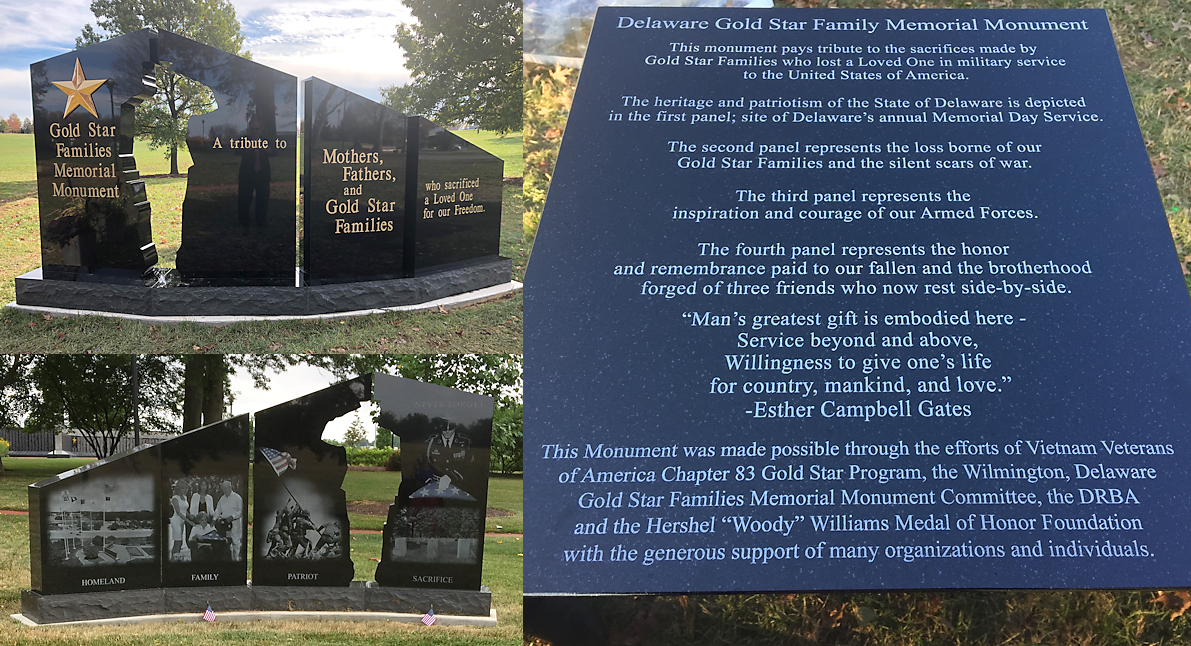 Gold Star
Families
Memorial
Monument
A tribute to
Mothers,
Fathers,
and
Gold Star
Families
who sacrificed
a Loved One
for our Freedom.
NEVER FORGET
HOMELAND
FAMILY
PATRIOT
SACRIFICE
Delaware Gold Star Family Memorial Monument
This monument pays tribute to the sacrifices made by
Gold Star Families who lost a Loved One in military service
to the United States of America.
The heritage and patriotism of the State of Delaware is depicted
in the first panel; site of Delaware's annual Memorial Day Service.
The second panel represents the loss borne of our
Gold Star Families and the silent scars of war.
The third panel represents the
inspiration and courage of our Armed Forces.
The fourth panel represents the honor
and remembrance paid to our fallen and the brotherhood
forged of three friends who now rest side-by-side.
“Man's greatest gift is embodied here -
Service beyond and above,
Willingness to give one's life
for country, mankind, and love.”
-Esther Campbell Gates
This Monument was made possible through the efforts of Vietnam Veterans
of America Chapter 83 Gold Star Program, the Wilmington, Delaware
Gold Star Families Memorial Monument Committee, the DRBA
and the Hershel “Woody” Williams Medal of Honor Foundation
with the generous support of many organizations and individuals.